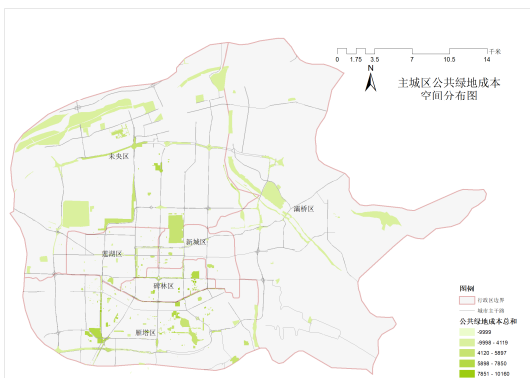 千米
0 1.75 3.5 7 10.5 14
N
主城区公共绿地成本
空间分布图
未央区
灞桥区
新城区
莲湖区
碑林区
雁塔区
图例
行政区边界
城市主干道
公共绿地成本总和
-9999
-9998 - 4119
4120 - 5897
5898 - 7850
7851 - 10160